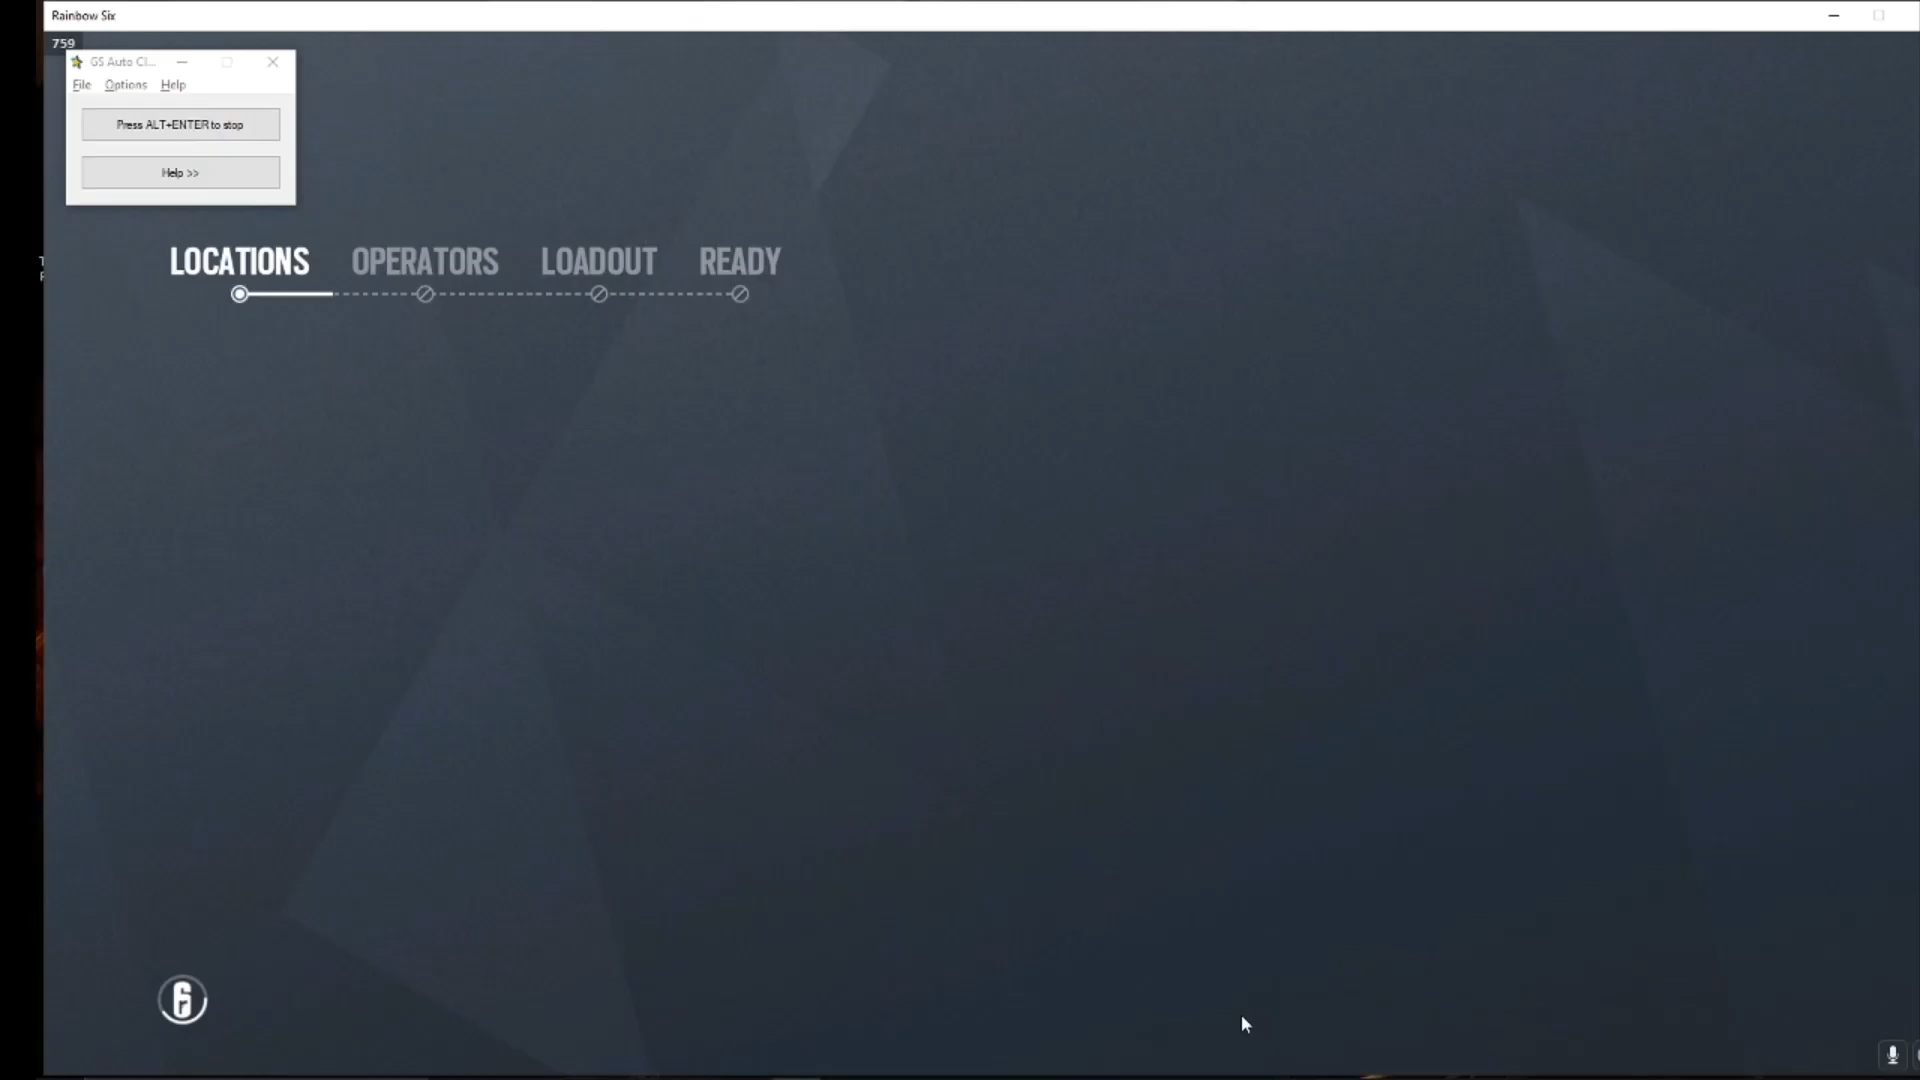 Rainbow Six
759
GS Auto Cl...
File Options Help
Press ALT+ENTER to stop
Help >>
LOCATIONS OPERATORS LOADOUT READY
6